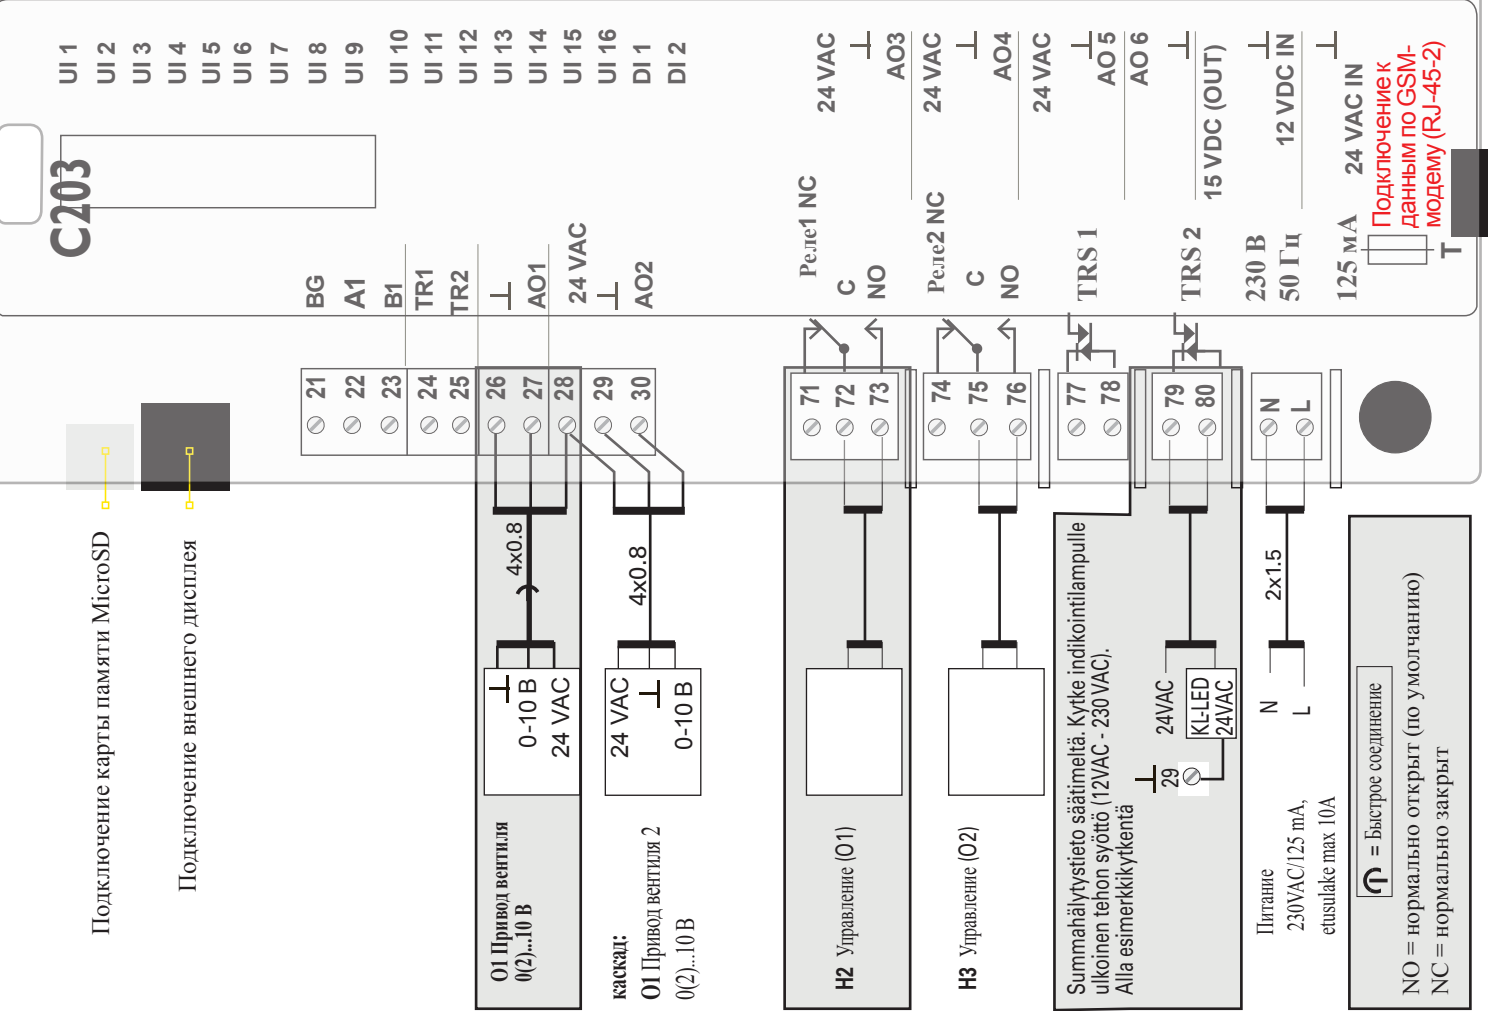 C203
UI 1
UI 2
UI 3
UI 4
UI 5
UI 6
UI 7
UI 8
UI 9
UI 10
UI 11
UI 12
UI 13
UI 14
UI 15
UI 16
DI 1
DI 2
24 VAC
AO3
24 VAC
AO4
24 VAC
AO 5
AO 6
15 VDC (OUT)
12 VDC IN
24 VAC IN
Подключение к
данным по GSM-
модему (RJ-45-2)
BG
A1
B1
TR1
TR2
AO1
24 VAC
AO2
Реле1 NC
C
NO
Реле2 NC
C
NO
TRS 1
TRS 2
230 В
50 Гц
125 мА
T
21
22
23
24
25
26
27
28
29
30
71
72
73
74
75
76
77
78
79
80
N
L
Подключение карты памяти MicroSD
Подключение внешнего дисплея
4x0.8
0-10 В
24 VAC
О1 Привод вентиля
0(2)...10 В
4x0.8
24 VAC
0-10 В
каскад:
О1 Привод вентиля 2
0(2)...10 В
H2 Управление (О1)
H3 Управление (О2)
Summahälytystieto säätimeltä. Kytke indikointilampulle
ulkoinen tehon syöttö (12VAC - 230 VAC).
Alla esimerkkikytkentä
24VAC
KL-LED
24VAC
29
2x1.5
N
L
Питание
230VAC/125 mA,
etusulake max 10A
= Быстрое соединение
NO = нормально открыт (по умолчанию)
NC = нормально закрыт